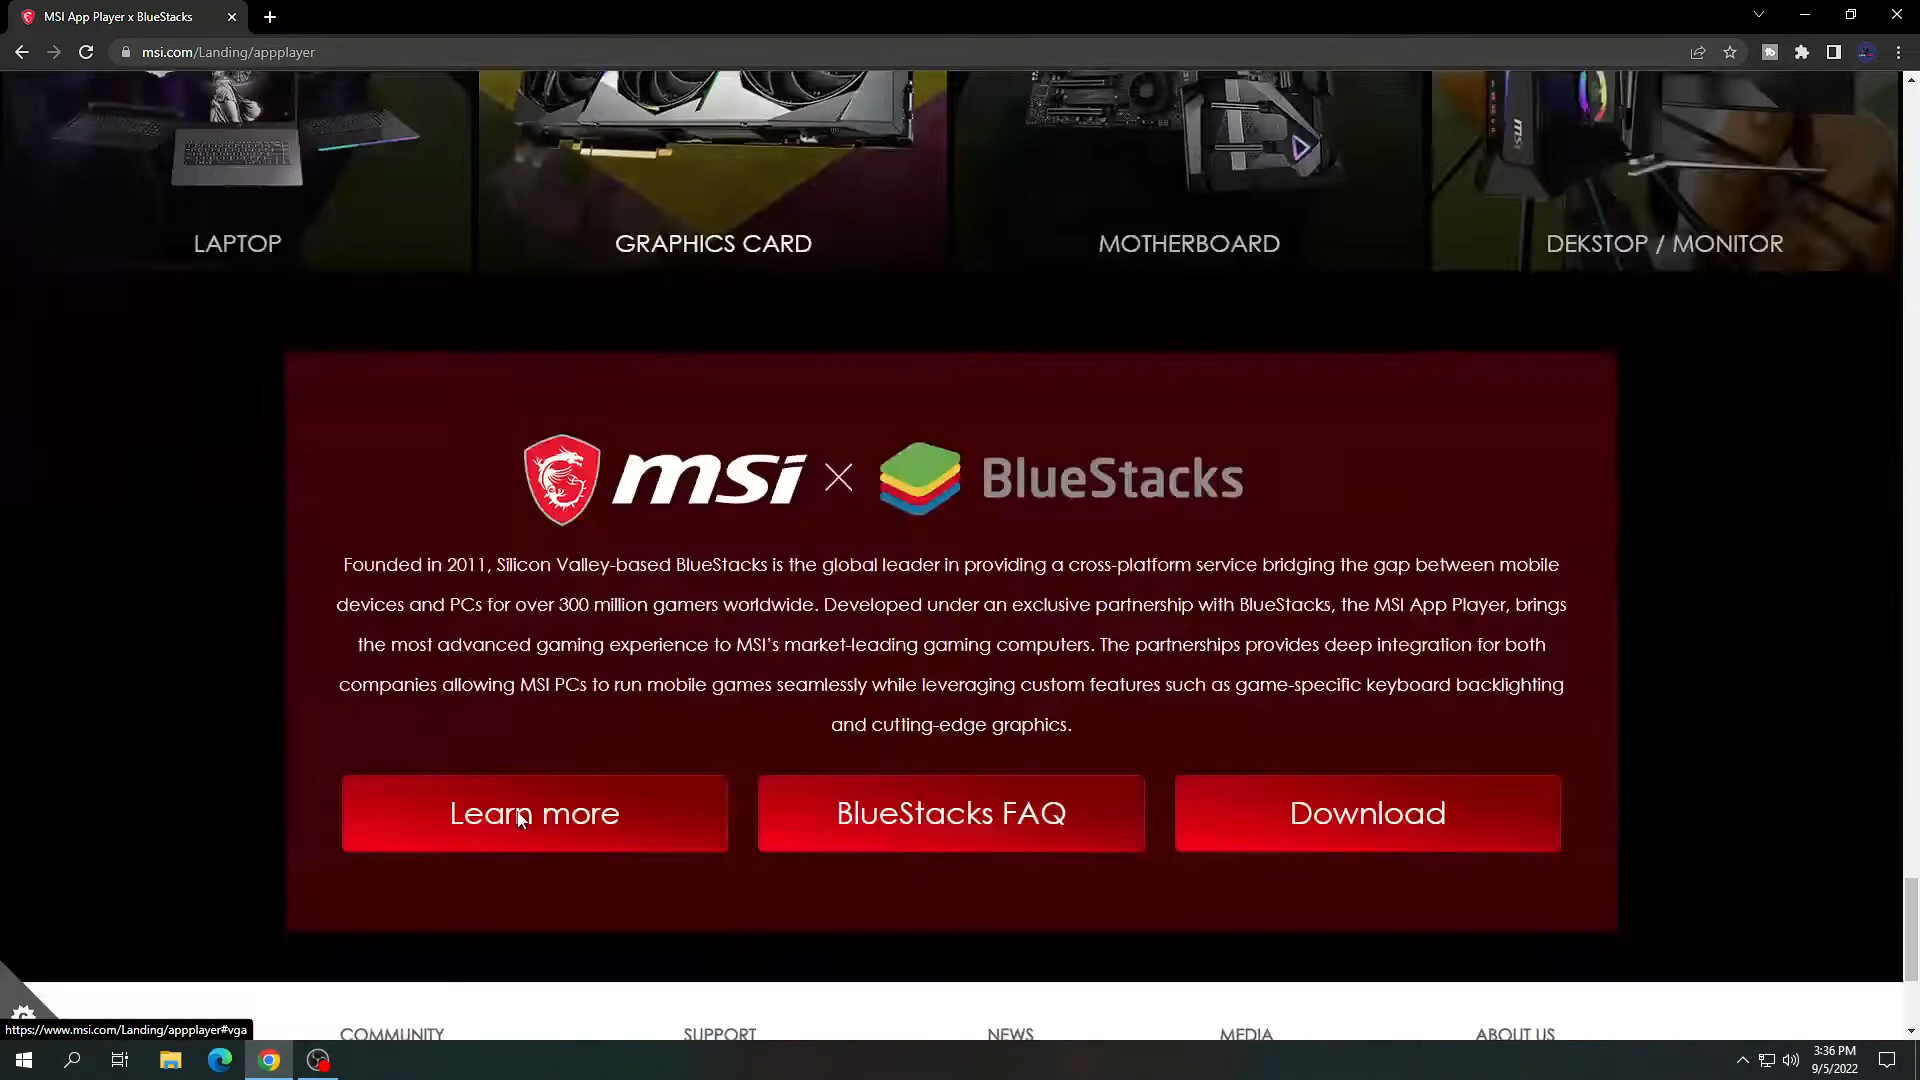 MSI App Player x BlueStacks
msi.com/Landing/appplayer
LAPTOP
GRAPHICS CARD
MOTHERBOARD
DEKSTOP / MONITOR
msi
BlueStacks
Founded in 2011, Silicon Valley-based BlueStacks is the global leader in providing a cross-platform service bridging the gap between mobile
devices and PCs for over 300 million gamers worldwide. Developed under an exclusive partnership with BlueStacks, the MSI App Player, brings
the most advanced gaming experience to MSI's market-leading gaming computers. The partnerships provides deep integration for both
companies allowing MSI PCs to run mobile games seamlessly while leveraging custom features such as game-specific keyboard backlighting
and cutting-edge graphics.
Learn more
BlueStacks FAQ
Download
COMMUNITY
SUPPORT
NEWS
MEDIA
ABOUT US
https://www.msi.com/Landing/appplayer#vga
3:36 PM
9/5/2022